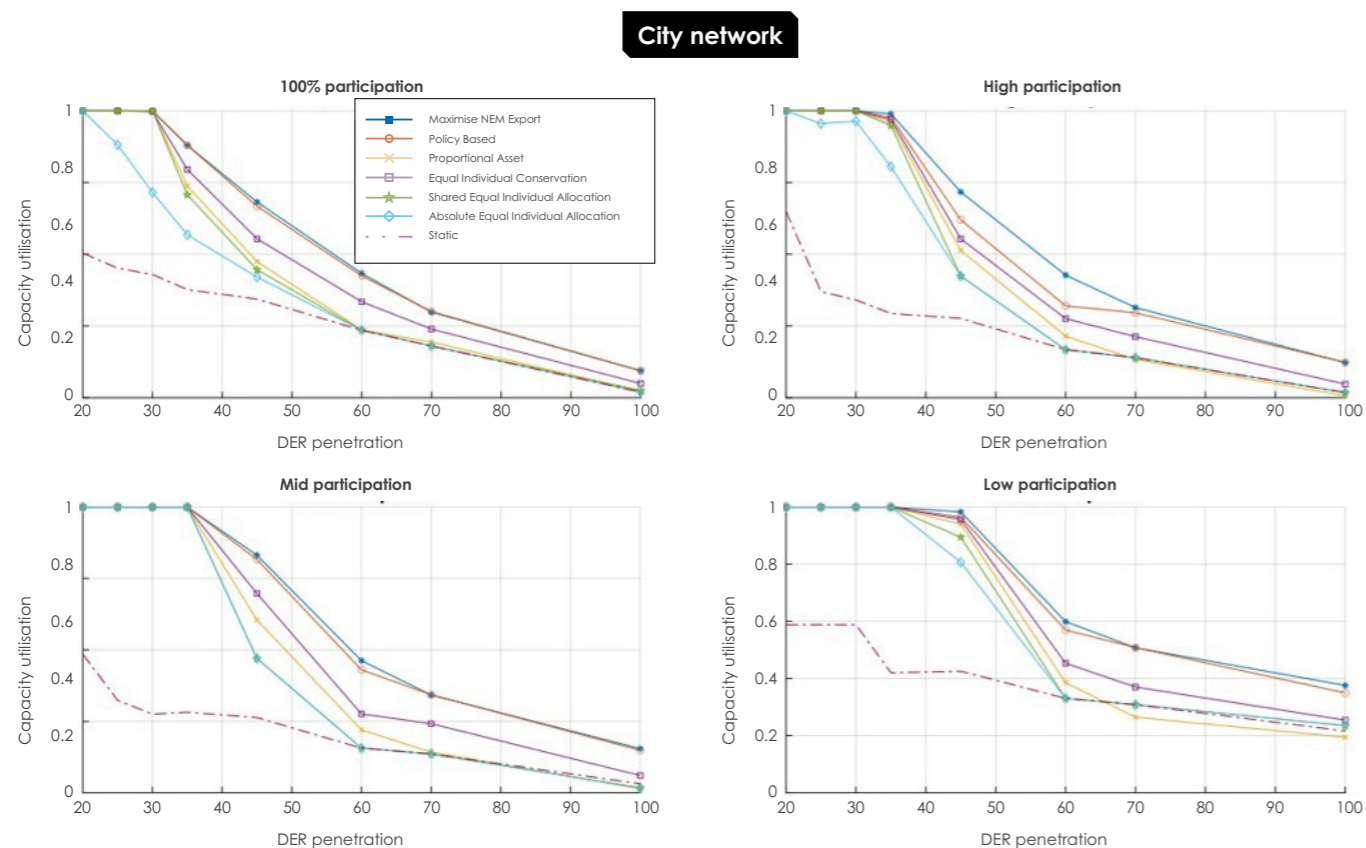 City network
100% participation
1
0.8
0.6
0.4
0.2
0
Capacity utilisation
20 30 40 50 60 70 80 90 100
DER penetration
Maximise NEM Export
Policy Based
Proportional Asset
Equal Individual Conservation
Shared Equal Individual Allocation
Absolute Equal Individual Allocation
Static
High participation
1
0.8
0.6
0.4
0.2
0
Capacity utilisation
20 30 40 50 60 70 80 90 100
DER penetration
Mid participation
1
0.8
0.6
0.4
0.2
0
Capacity utilisation
20 30 40 50 60 70 80 90 100
DER penetration
Low participation
1
0.8
0.6
0.4
0.2
0
Capacity utilisation
20 30 40 50 60 70 80 90 100
DER penetration